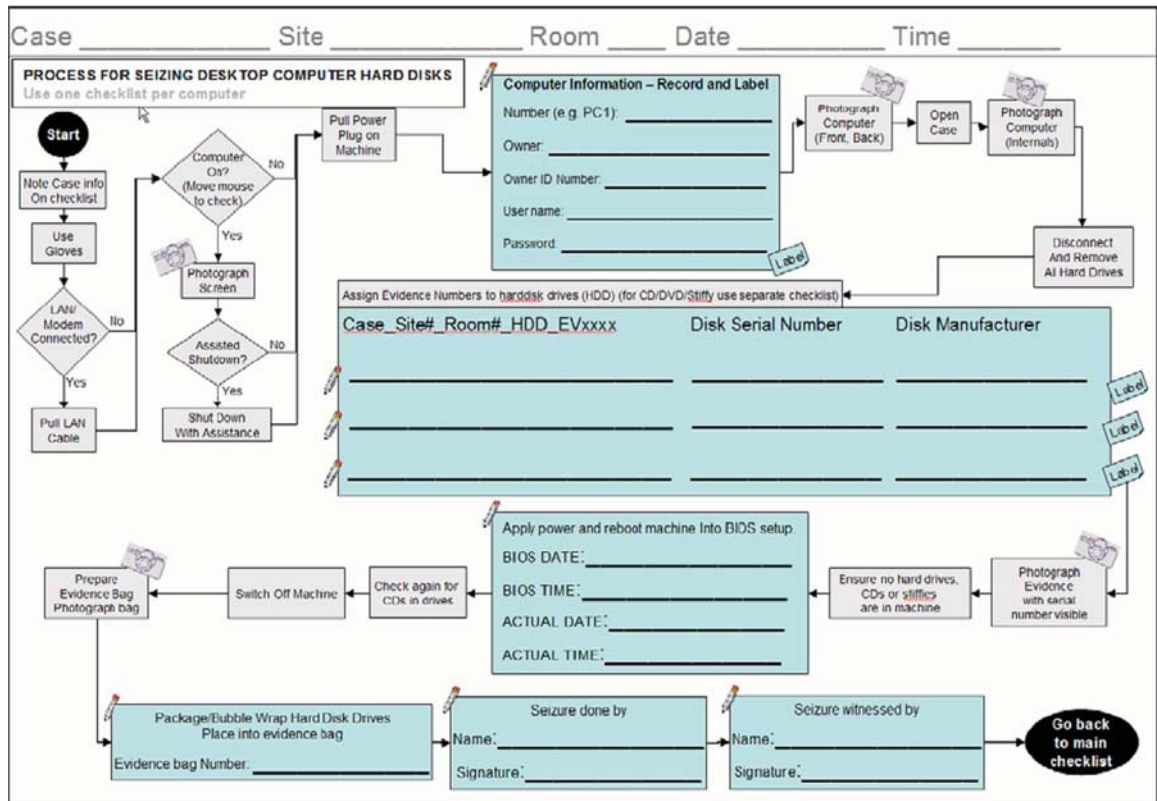 Case Site Room Date Time
PROCESS FOR SEIZING DESKTOP COMPUTER HARD DISKS
Use one checklist per computer
Start
Note Case info
On checklist
Use
Gloves
LAN/
Modem
Connected?
No
Yes
Pull LAN
Cable
Computer
On?
(Move mouse
to check)
No
Yes
Photograph
Screen
Assisted
Shutdown?
No
Yes
Shut Down
With Assistance
Pull Power
Plug on
Machine
Computer Information – Record and Label
Number (e.g. PC1):
Owner:
Owner ID Number:
User name:
Password:
Label
Photograph
Computer
(Front, Back)
Open
Case
Photograph
Computer
(Internals)
Disconnect
And Remove
Al Hard Drives
Assign Evidence Numbers to harddisk drives (HDD) (for CD/DVD/Stiffy use separate checklist)
Case_Site#_Room#_HDD_EVxxxx Disk Serial Number Disk Manufacturer
Label
Label
Label
Photograph
Evidence
with serial
number visible
Ensure no hard drives,
CDs or stiffies
are in machine
Apply power and reboot machine Into BIOS setup.
BIOS DATE:
BIOS TIME:
ACTUAL DATE:
ACTUAL TIME:
Check again for
CDs in drives
Switch Off Machine
Prepare
Evidence Bag
Photograph bag
Package/Bubble Wrap Hard Disk Drives
Place into evidence bag
Evidence bag Number:
Seizure done by
Name:
Signature:
Seizure witnessed by
Name:
Signature:
Go back
to main
checklist